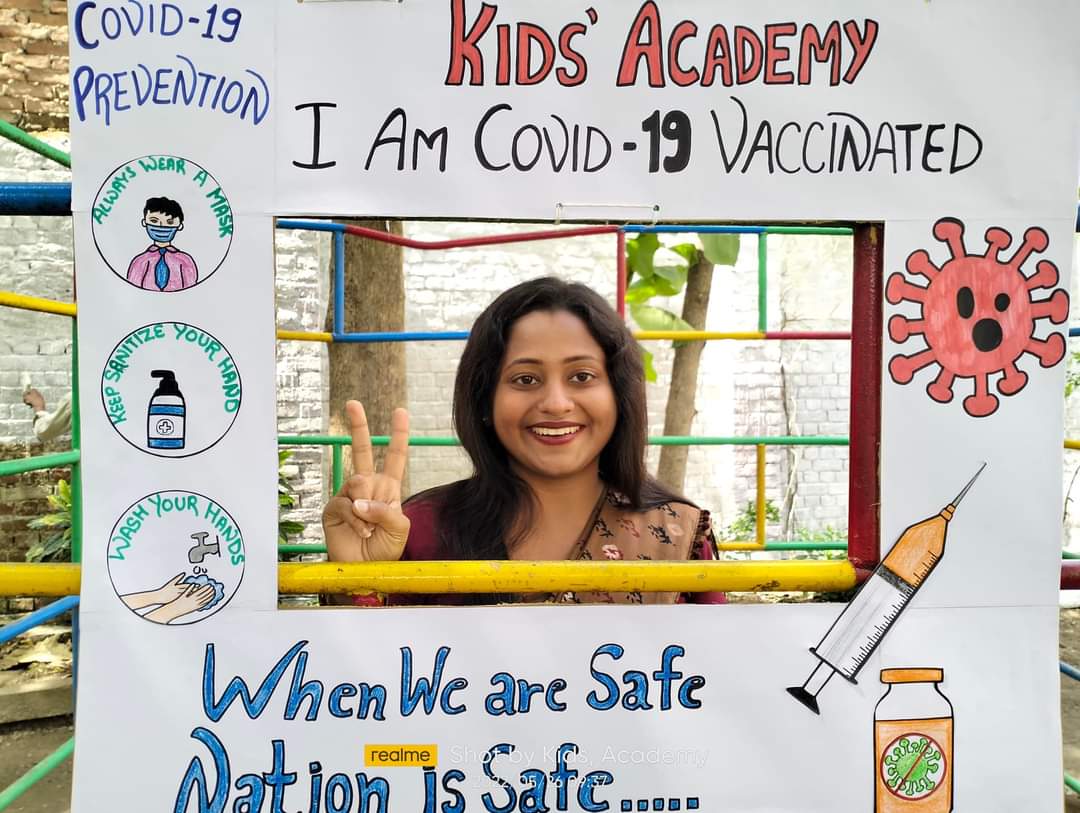 COVID-19
PREVENTION
KIDS' ACADEMY
I AM COVID-19 VACCINATED
ALWAYS WEAR A MASK
KEEP SANITIZE YOUR HAND
WASH YOUR HANDS
When We are Safe
Nation is Safe.....
realme Shot by Kids, Academy